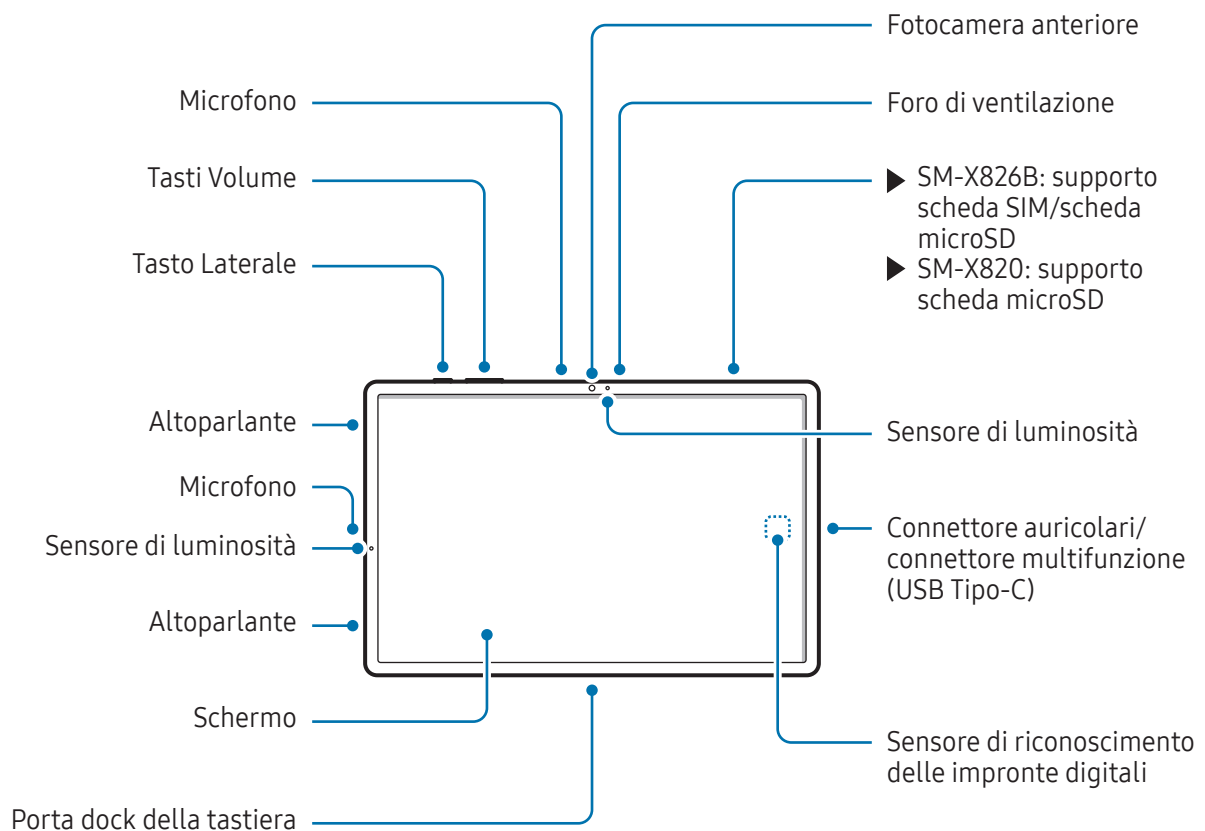 Fotocamera anteriore
Microfono
Foro di ventilazione
Tasti Volume
▶ SM-X826B: supporto
scheda SIM/scheda
microSD
Tasto Laterale
▶ SM-X820: supporto
scheda microSD
Altoparlante
Sensore di luminosità
Microfono
Sensore di luminosità
Connettore auricolari/
connettore multifunzione
(USB Tipo-C)
Altoparlante
Schermo
Sensore di riconoscimento
delle impronte digitali
Porta dock della tastiera